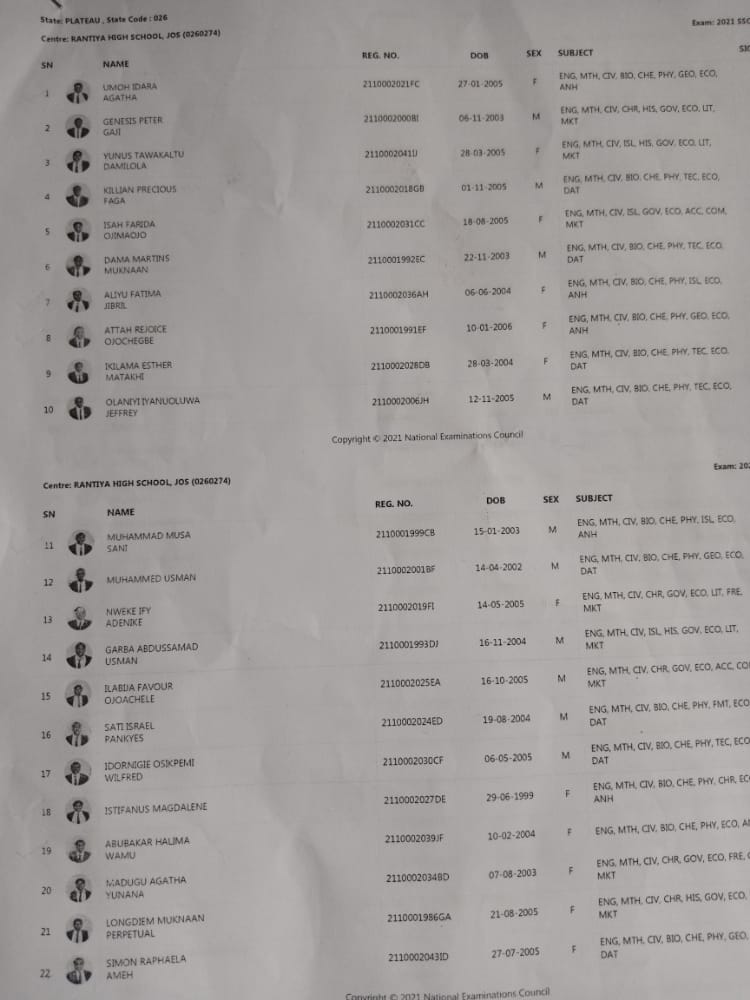 State: PLATEAU , State Code : 026
Exam: 2021 SSC
Centre: RANTIYA HIGH SCHOOL, JOS (0260274)
SN NAME REG. NO. DOB SEX SUBJECT
1 UMOH IDARA 2110002021FC 27-01-2005 F ENG, MTH, CIV, BIO, CHE, PHY, GEO, ECO,
AGATHA ANH
2 GENESIS PETER 2110002000BI 06-11-2003 M ENG, MTH, CIV, CHR, HIS, GOV, ECO, LIT,
GAJI MKT
3 YUNUS TAWAKALTU 2110002041IJ 28-03-2005 F ENG, MTH, CIV, ISL, HIS, GOV, ECO, LIT,
DAMILOLA MKT
4 KILLIAN PRECIOUS 2110002018GB 01-11-2005 M ENG, MTH, CIV, BIO, CHE, PHY, TEC, ECO,
FAGA DAT
5 ISAH FARIDA 2110002031CC 18-08-2005 F ENG, MTH, CIV, ISL, GOV, ECO, ACC, COM,
OJIMAOJO MKT
6 DAMA MARTINS 2110001992EC 22-11-2003 M ENG, MTH, CIV, BIO, CHE, PHY, TEC, ECO,
MUKNAAN DAT
7 ALIYU FATIMA 2110002036AH 06-06-2004 F ENG, MTH, CIV, BIO, CHE, PHY, ISL, ECO,
JIBRIL ANH
8 ATTAH REJOICE 2110001991EF 10-01-2006 F ENG, MTH, CIV, BIO, CHE, PHY, GEO, ECO,
OJOCHEGBE ANH
9 IKILAMA ESTHER 2110002028DB 28-03-2004 F ENG, MTH, CIV, BIO, CHE, PHY, TEC, ECO,
MATAKHI DAT
10 OLANIYI IYANUOLUWA 2110002006JH 12-11-2005 M ENG, MTH, CIV, BIO, CHE, PHY, TEC, ECO,
JEFFREY DAT
Copyright © 2021 National Examinations Council
Exam: 202
Centre: RANTIYA HIGH SCHOOL, JOS (0260274)
SN NAME REG. NO. DOB SEX SUBJECT
11 MUHAMMAD MUSA 2110001999CB 15-01-2003 M ENG, MTH, CIV, BIO, CHE, PHY, ISL, ECO,
SANI ANH
12 MUHAMMED USMAN 2110002001BF 14-04-2002 M ENG, MTH, CIV, BIO, CHE, PHY, GEO, ECO,
DAT
13 NWEKE IFY 2110002019FI 14-05-2005 F ENG, MTH, CIV, CHR, GOV, ECO, LIT, FRE,
ADENIKE MKT
14 GARBA ABDUSSAMAD 2110001993DJ 16-11-2004 M ENG, MTH, CIV, ISL, HIS, GOV, ECO, LIT,
USMAN MKT
15 ILABIJA FAVOUR 2110002025EA 16-10-2005 M ENG, MTH, CIV, CHR, GOV, ECO, ACC, CO
OJOACHELE MKT
16 SATI ISRAEL 2110002024ED 19-08-2004 M ENG, MTH, CIV, BIO, CHE, PHY, FMT, ECO
PANKYES DAT
17 IDORNIGIE OSIKPEMI 2110002030CF 06-05-2005 M ENG, MTH, CIV, BIO, CHE, PHY, TEC, ECO
WILFRED DAT
18 ISTIFANUS MAGDALENE 2110002027DE 29-06-1999 F ENG, MTH, CIV, BIO, CHE, PHY, CHR, EC
ANH
19 ABUBAKAR HALIMA 2110002039JF 10-02-2004 F ENG, MTH, CIV, BIO, CHE, PHY, ECO,
WAMU
20 MADUGU AGATHA 2110002034BD 07-08-2003 F ENG, MTH, CIV, CHR, GOV, ECO, FRE,
YUNANA MKT
21 LONGDIEM MUKNAAN 2110001986GA 21-08-2005 F ENG, MTH, CIV, CHR, HIS, GOV, ECO,
PERPETUAL MKT
22 SIMON RAPHAELA 2110002043ID 27-07-2005 F ENG, MTH, CIV, BIO, CHE, PHY, GEO,
AMEH DAT
Copyright © 2021 National Examinations Council